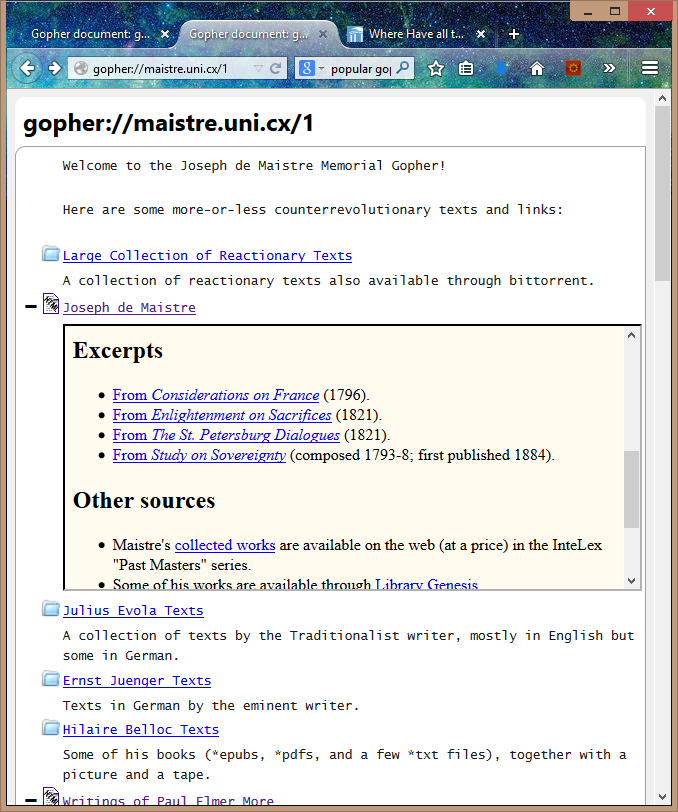 Gopher document: g...
Gopher document: g...
Where Have all t...
gopher://maistre.uni.cx/1
popular gop
gopher://maistre.uni.cx/1
Welcome to the Joseph de Maistre Memorial Gopher!
Here are some more-or-less counterrevolutionary texts and links:
Large Collection of Reactionary Texts
A collection of reactionary texts also available through bittorrent.
Joseph de Maistre
Excerpts
From Considerations on France (1796).
From Enlightenment on Sacrifices (1821).
From The St. Petersburg Dialogues (1821).
From Study on Sovereignty (composed 1793-8; first published 1884).
Other sources
Maistre's collected works are available on the web (at a price) in the InteLex
"Past Masters" series.
Some of his works are available through Library Genesis
Julius Evola Texts
A collection of texts by the Traditionalist writer, mostly in English but
some in German.
Ernst Juenger Texts
Texts in German by the eminent writer.
Hilaire Belloc Texts
Some of his books (*epubs, *pdfs, and a few *txt files), together with a
picture and a tape.
Writings of Paul Elmer More